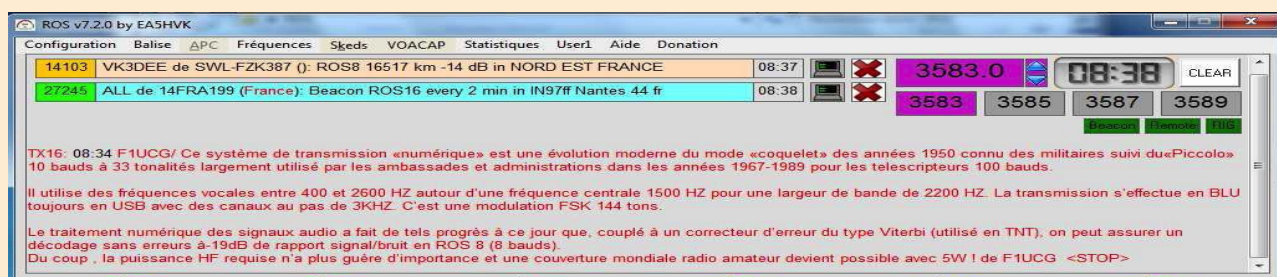 ROS v7.2.0 by EA5HVK
Configuration Balise APC Fréquences Skeds VOACAP Statistiques User1 Aide Donation
14103 VK3DEE de SWL-FZK387 (): ROS8 16517 km -14 dB in NORD EST FRANCE 08:37
27245 ALL de 14FRA199 (France): Beacon ROS16 every 2 min in IN97ff Nantes 44 fr 08:38
3583.0 08:38 CLEAR
3583 3585 3587 3589
Beacon Remote RIG
TX16: 08:34 F1UCG/ Ce système de transmission «numérique» est une évolution moderne du mode «coquelet» des années 1950 connu des militaires suivi du«Piccolo»
10 bauds à 33 tonalités largement utilisé par les ambassades et administrations dans les années 1967-1989 pour les telescripteurs 100 bauds.
Il utilise des fréquences vocales entre 400 et 2600 HZ autour d'une fréquence centrale 1500 HZ pour une largeur de bande de 2200 HZ. La transmission s'effectue en BLU
toujours en USB avec des canaux au pas de 3KHZ. C'est une modulation FSK 144 tons.
Le traitement numérique des signaux audio a fait de tels progrès à ce jour que, couplé à un correcteur d'erreur du type Viterbi (utilisé en TNT), on peut assurer un
décodage sans erreurs à-19dB de rapport signal/bruit en ROS 8 (8 bauds).
Du coup , la puissance HF requise n'a plus guère d'importance et une couverture mondiale radio amateur devient possible avec 5W ! de F1UCG <STOP>